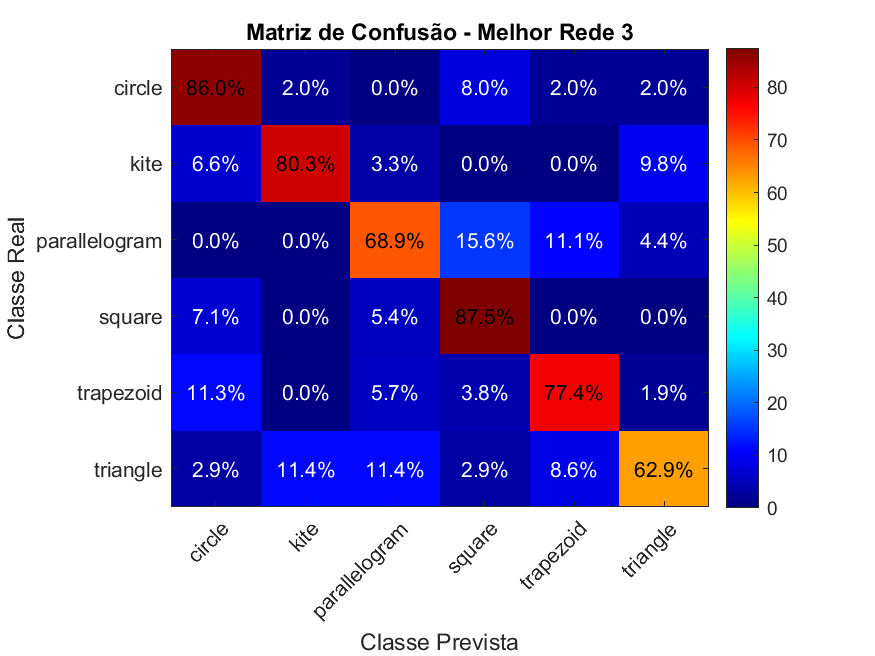 Matriz de Confusão - Melhor Rede 3
circle 86.0% 2.0% 0.0% 8.0% 2.0% 2.0%
kite 6.6% 80.3% 3.3% 0.0% 0.0% 9.8%
parallelogram 0.0% 0.0% 68.9% 15.6% 11.1% 4.4%
square 7.1% 0.0% 5.4% 87.5% 0.0% 0.0%
trapezoid 11.3% 0.0% 5.7% 3.8% 77.4% 1.9%
triangle 2.9% 11.4% 11.4% 2.9% 8.6% 62.9%
circle kite parallelogram square trapezoid triangle
Classe Prevista
Classe Real
80
70
60
50
40
30
20
10
0